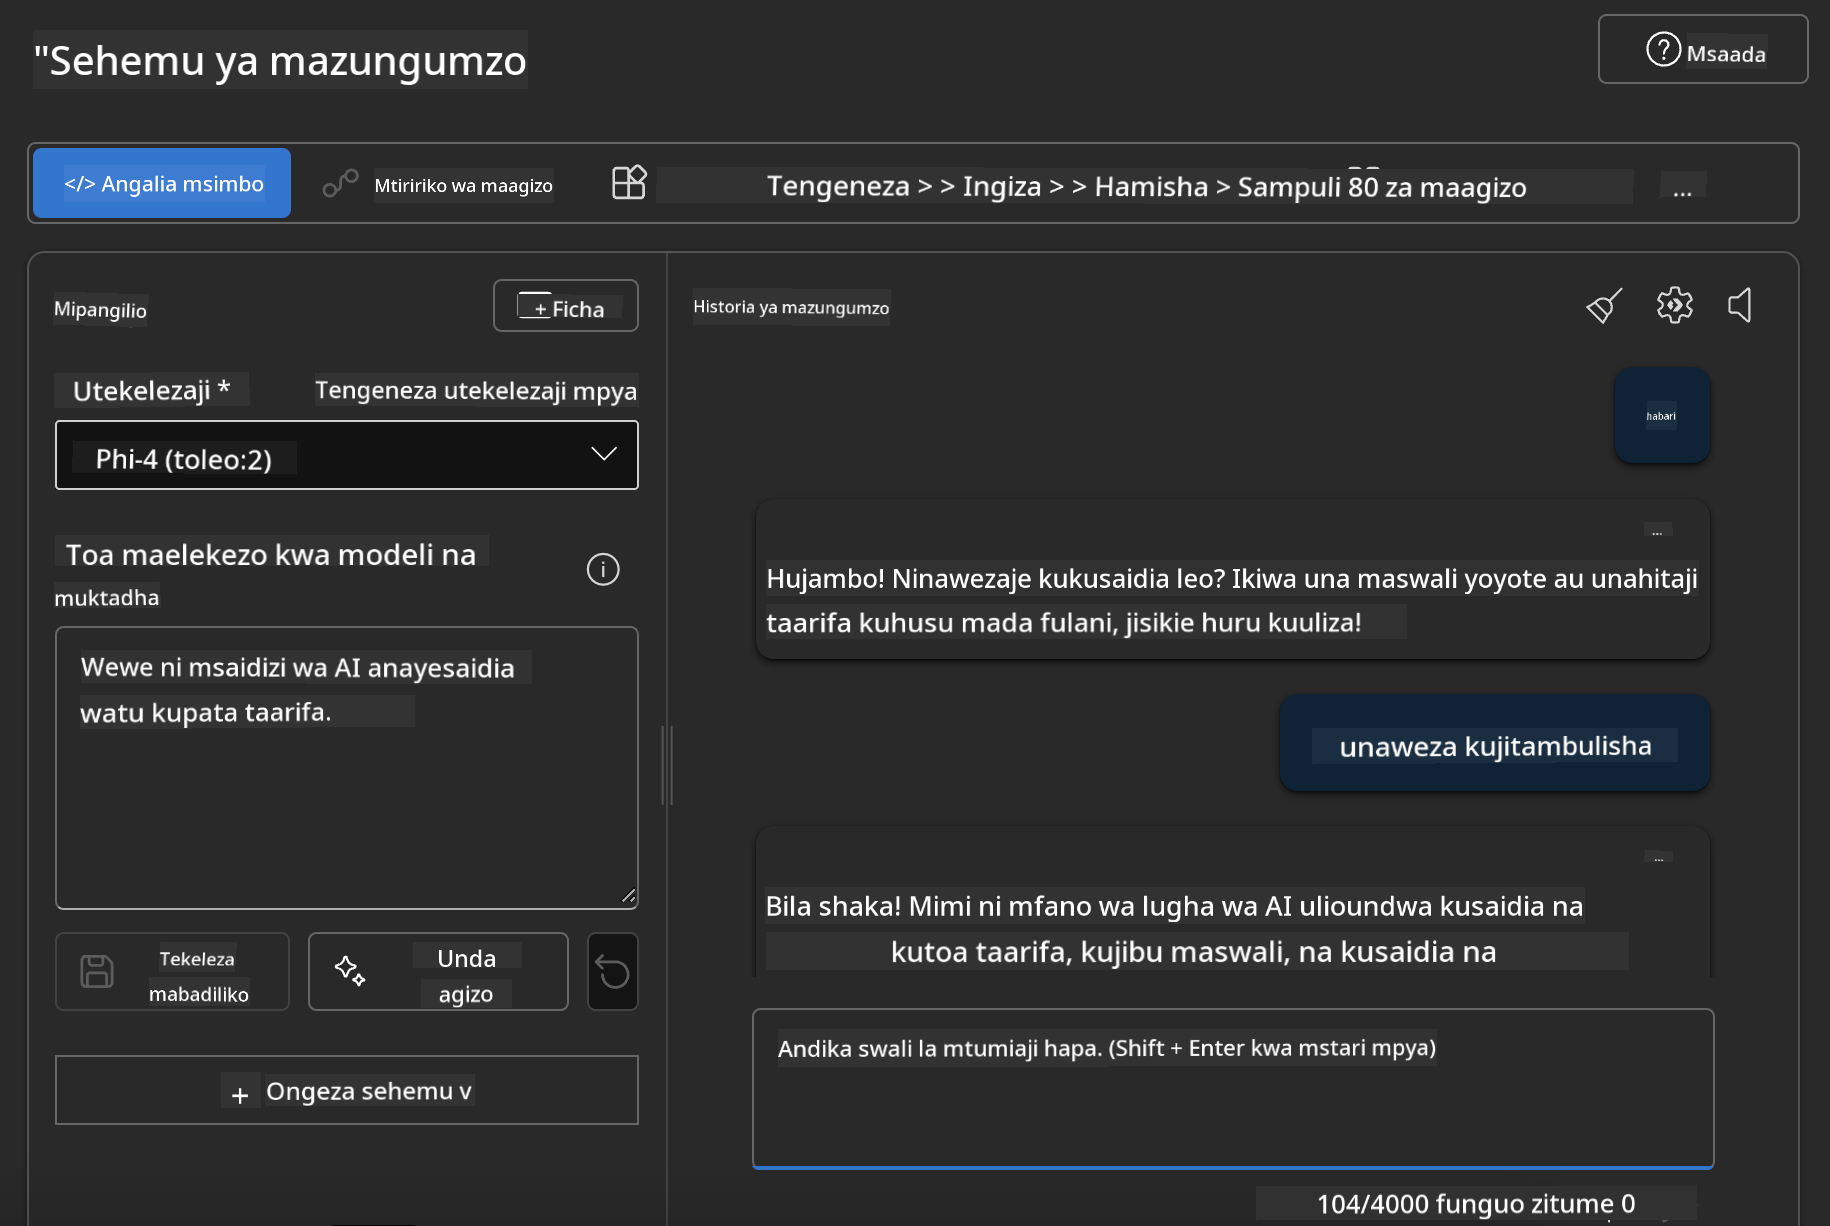 "Sehemu ya mazungumzo
Msaada
</> Angalia msimbo
Mtiririko wa maagizo
Tengeneza > > Ingiza > > Hamisha > Sampuli 80 za maagizo
...
Mipangilio
+ Ficha
Utekelezaji *
Tengeneza utekelezaji mpya
Phi-4 (toleo:2)
Toa maelekezo kwa modeli na
muktadha
Wewe ni msaidizi wa AI anayesaidia
watu kupata taarifa.
Tekeleza
mabadiliko
Unda
agizo
+ Ongeza sehemu v
Historia ya mazungumzo
habari
...
Hujambo! Ninawezaje kukusaidia leo? Ikiwa una maswali yoyote au unahitaji
taarifa kuhusu mada fulani, jisikie huru kuuliza!
unaweza kujitambulisha
...
Bila shaka! Mimi ni mfano wa lugha wa AI ulioundwa kusaidia na
kutoa taarifa, kujibu maswali, na kusaidia na
Andika swali la mtumiaji hapa. (Shift + Enter kwa mstari mpya)
104/4000 funguo zitume 0